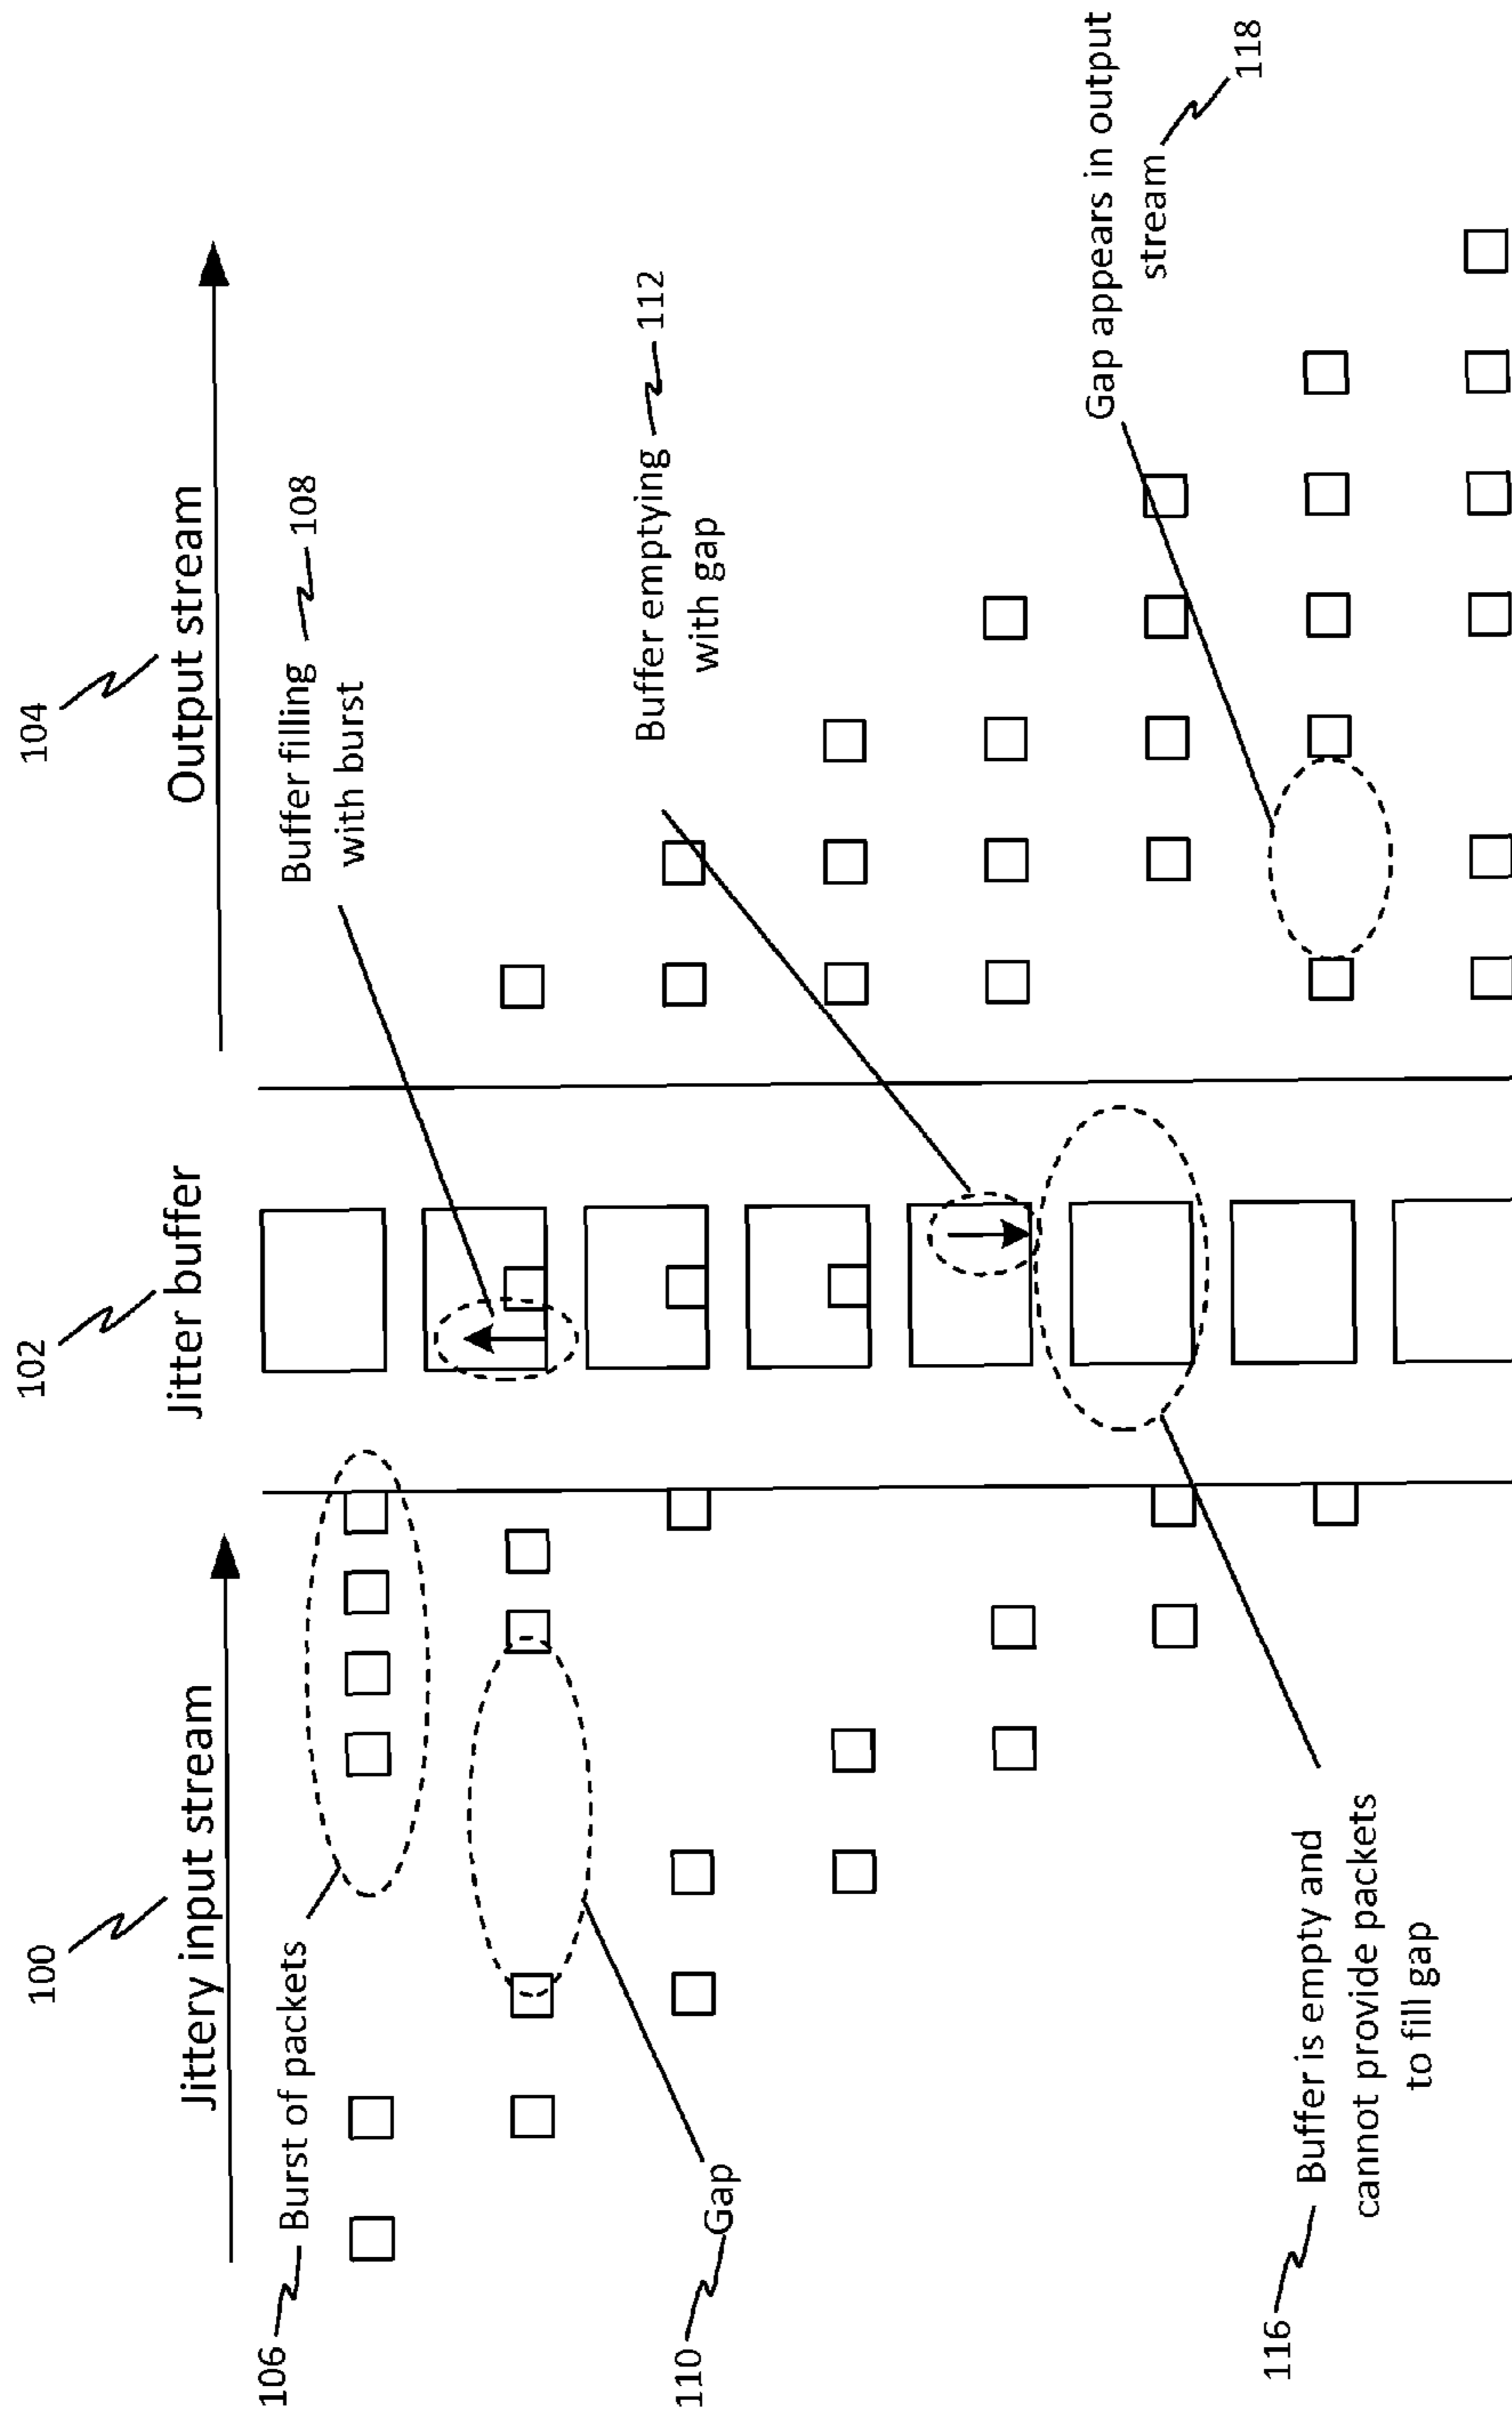 100
102
104
Jittery input stream
Jitter buffer
Output stream
106
Burst of packets
Buffer filling
108
with burst
110
Gap
Buffer emptying
112
with gap
116
Buffer is empty and
cannot provide packets
to fill gap
Gap appears in output
stream
118